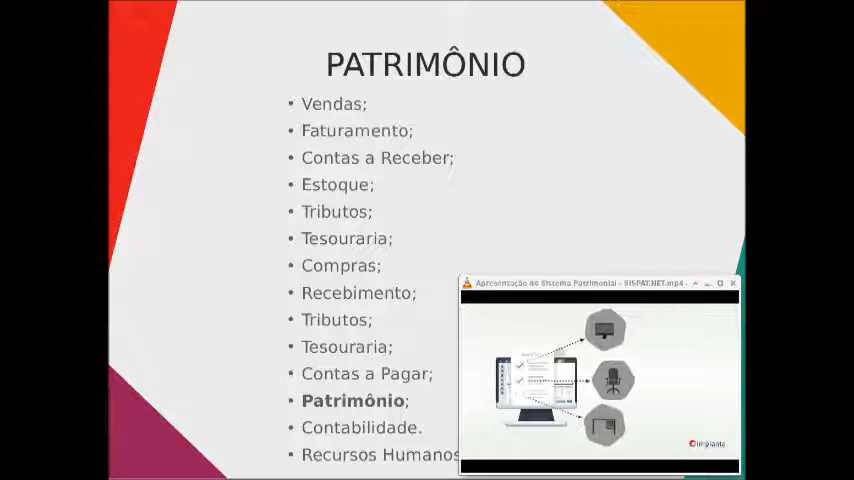 PATRIMÔNIO
• Vendas;
• Faturamento;
• Contas a Receber;
• Estoque;
• Tributos;
• Tesouraria;
• Compras;
• Recebimento;
• Tributos;
• Tesouraria;
• Contas a Pagar;
• Patrimônio;
• Contabilidade.
• Recursos Humanos
Apresentação do Sistema Patrimonial - SISPAT.NET.mp4 -
implanta